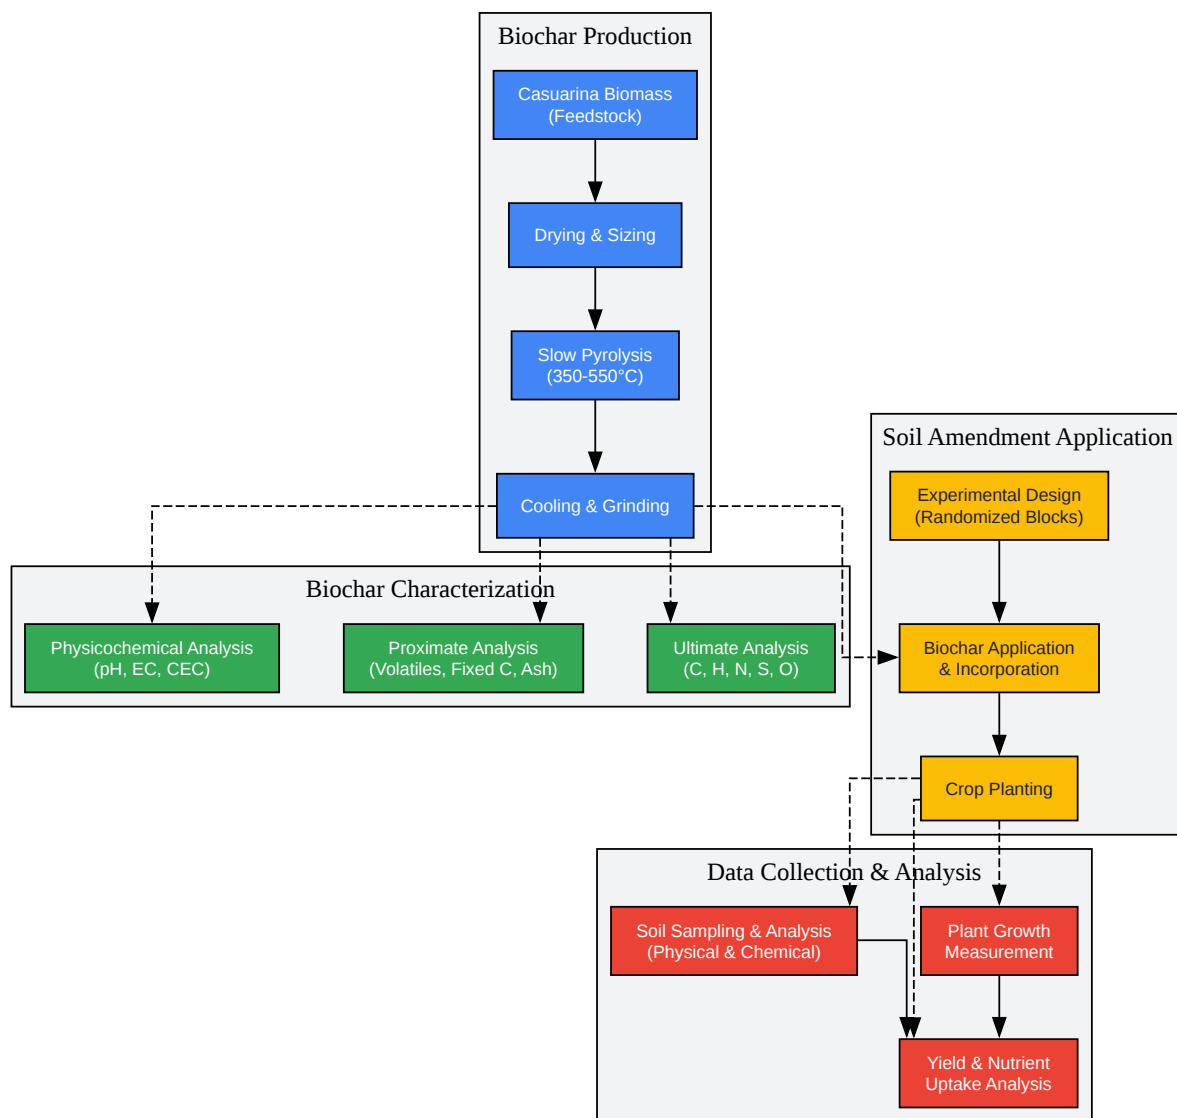 Biochar Production
Casuarina Biomass
(Feedstock)
Drying & Sizing
Slow Pyrolysis
(350-550°C)
Cooling & Grinding
Biochar Characterization
Physicochemical Analysis
(pH, EC, CEC)
Proximate Analysis
(Volatiles, Fixed C, Ash)
Ultimate Analysis
(C, H, N, S, O)
Soil Amendment Application
Experimental Design
(Randomized Blocks)
Biochar Application
& Incorporation
Crop Planting
Data Collection & Analysis
Soil Sampling & Analysis
(Physical & Chemical)
Plant Growth
Measurement
Yield & Nutrient
Uptake Analysis